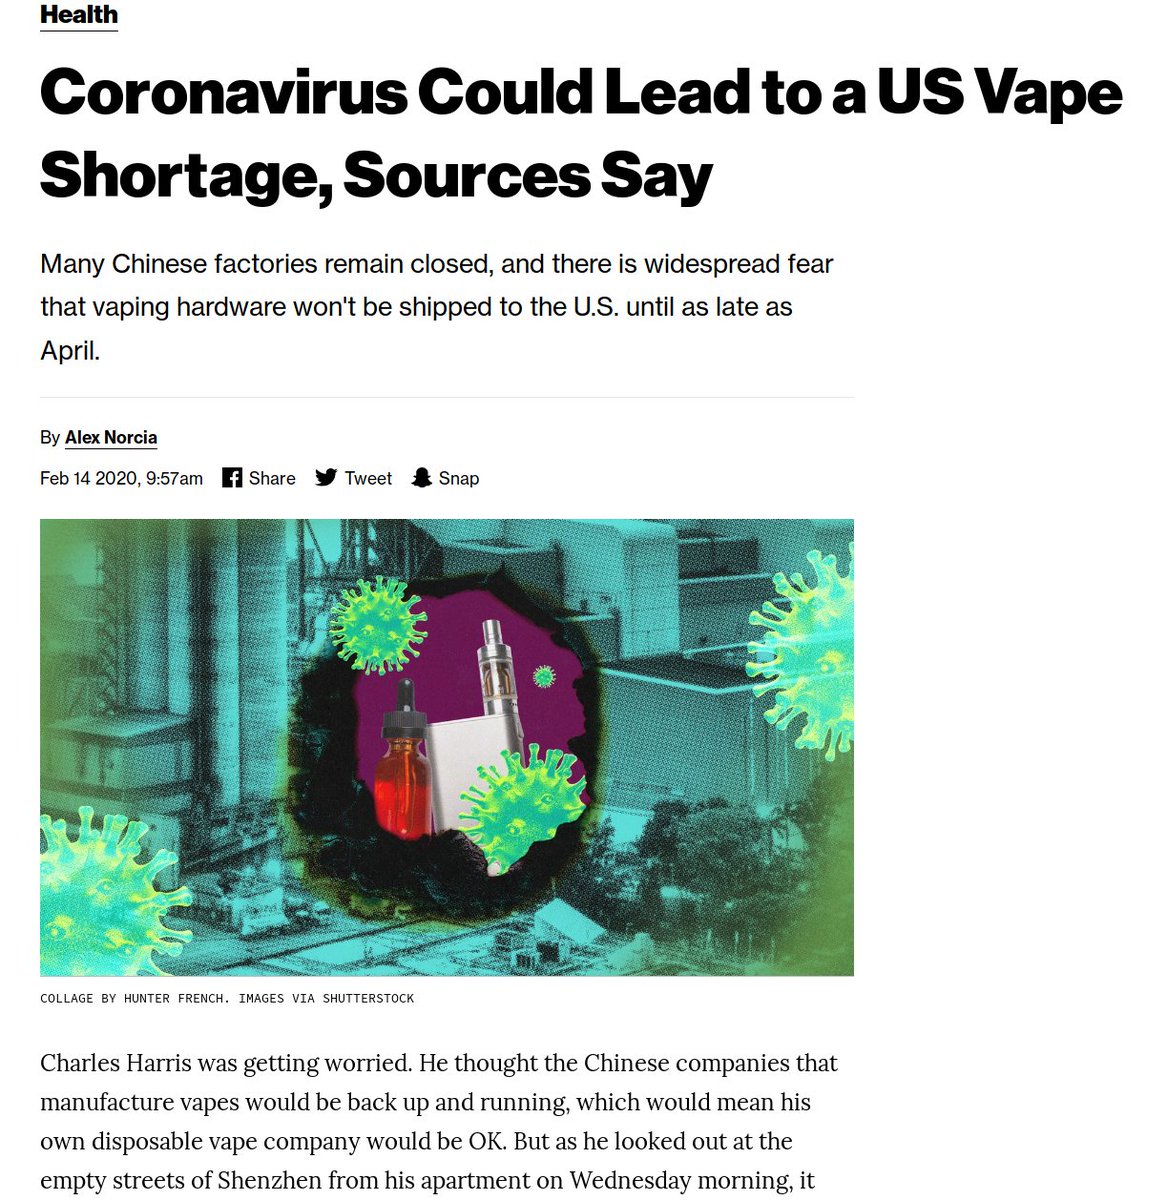 Health
Coronavirus Could Lead to a US Vape
Shortage, Sources Say
Many Chinese factories remain closed, and there is widespread fear
that vaping hardware won't be shipped to the U.S. until as late as
April.
By Alex Norcia
Feb 14 2020, 9:57am Share Tweet Snap
COLLAGE BY HUNTER FRENCH. IMAGES VIA SHUTTERSTOCK
Charles Harris was getting worried. He thought the Chinese companies that
manufacture vapes would be back up and running, which would mean his
own disposable vape company would be OK. But as he looked out at the
empty streets of Shenzhen from his apartment on Wednesday morning, it